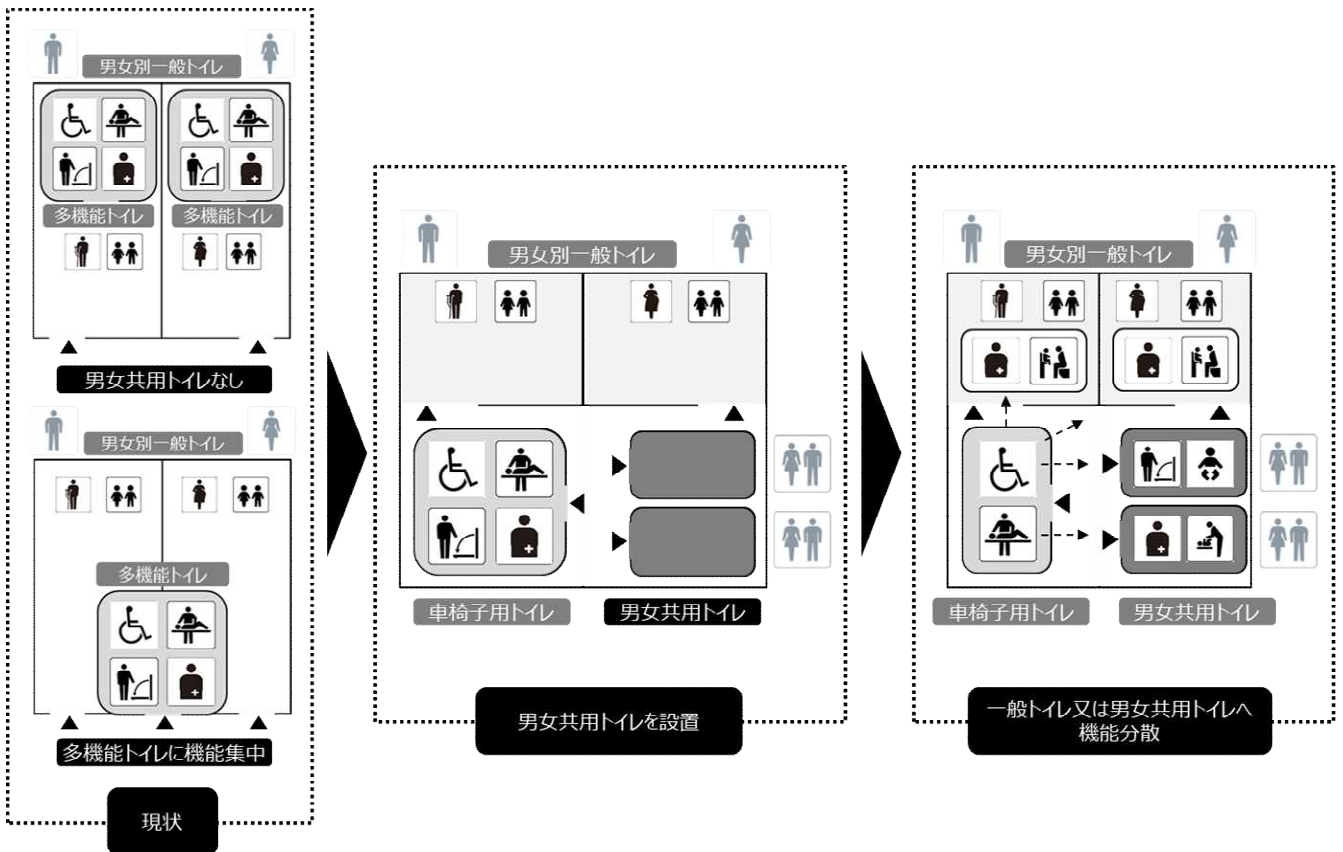 男女別一般トイレ
多機能トイレ
多機能トイレ
男女共用トイレなし
男女別一般トイレ
多機能トイレ
多機能トイレに機能集中
現状
男女別一般トイレ
車椅子用トイレ
男女共用トイレ
男女共用トイレを設置
男女別一般トイレ
車椅子用トイレ
男女共用トイレ
一般トイレ又は男女共用トイレへ
機能分散